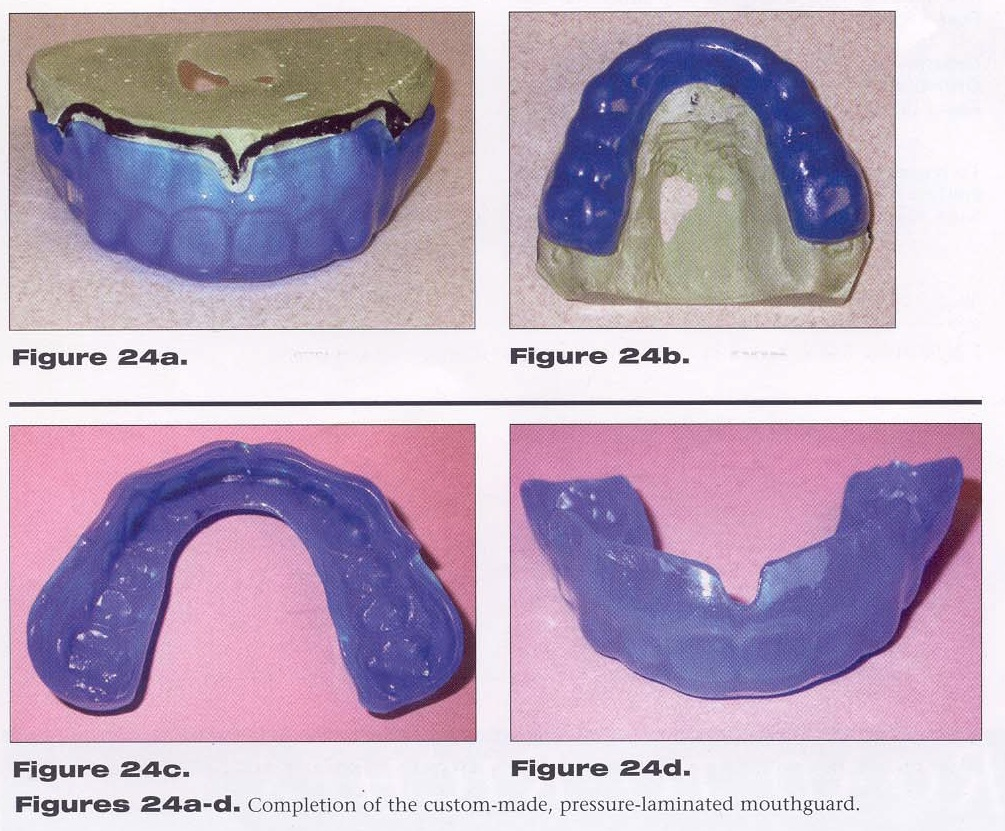 Figure 24a.
Figure 24b.
Figure 24c.
Figure 24d.
Figures 24a-d. Completion of the custom-made, pressure-laminated mouthguard.